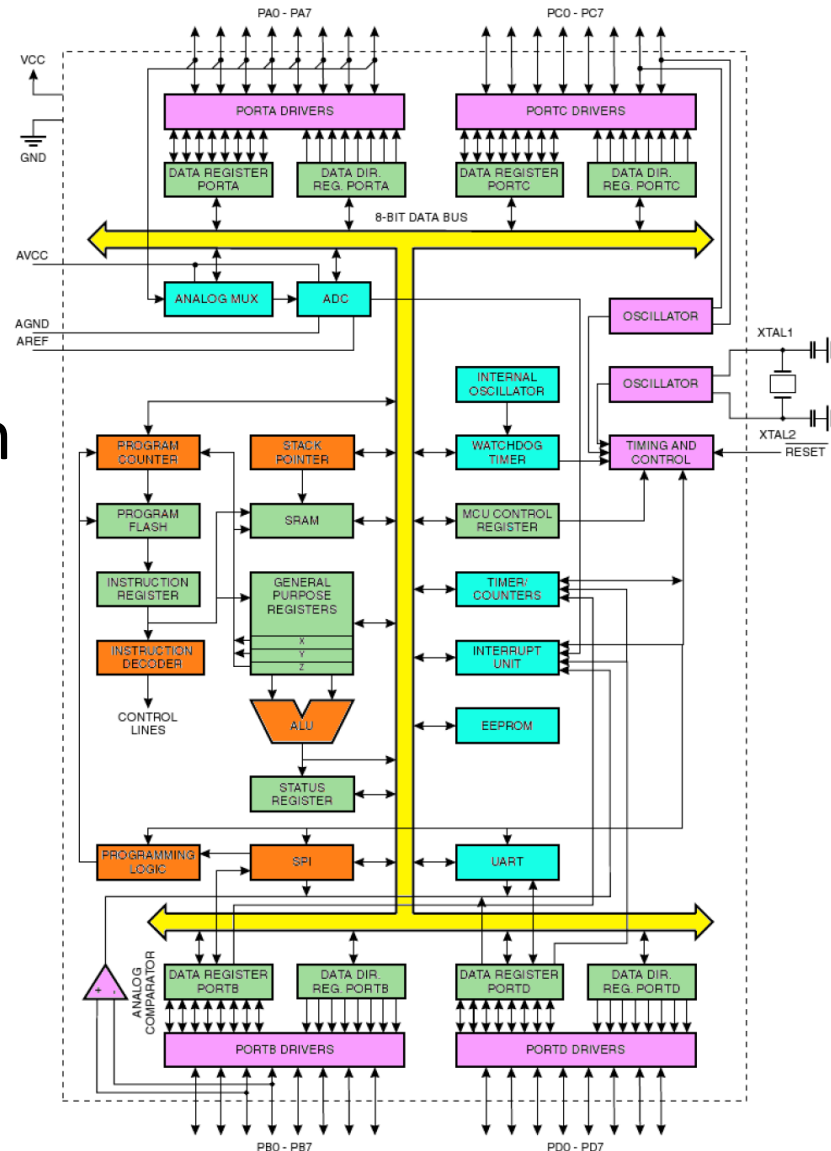 PA0 - PA7
PC0 - PC7
VCC
PORTA DRIVERS
PORTC DRIVERS
GND
DATA REGISTER
PORTA
DATA DIR.
REG. PORTA
DATA REGISTER
PORTC
DATA DIR.
REG. PORTC
8-BIT DATA BUS
AVCC
ANALOG MUX
ADC
AGND
AREF
OSCILLATOR
XTAL1
OSCILLATOR
XTAL2
INTERNAL
OSCILLATOR
n
PROGRAM
COUNTER
STACK
POINTER
WATCHDOG
TIMER
TIMING AND
CONTROL
RESET
PROGRAM
FLASH
SRAM
MCU CONTROL
REGISTER
INSTRUCTION
REGISTER
GENERAL
PURPOSE
REGISTERS
X
Y
Z
TIMER/
COUNTERS
INSTRUCTION
DECODER
INTERRUPT
UNIT
CONTROL
LINES
ALU
EEPROM
STATUS
REGISTER
PROGRAMMING
LOGIC
SPI
UART
+ -
ANALOG
COMPARATOR
DATA REGISTER
PORTB
DATA DIR.
REG. PORTB
DATA REGISTER
PORTD
DATA DIR.
REG. PORTD
PORTB DRIVERS
PORTD DRIVERS
PB0 - PB7
PD0 - PD7